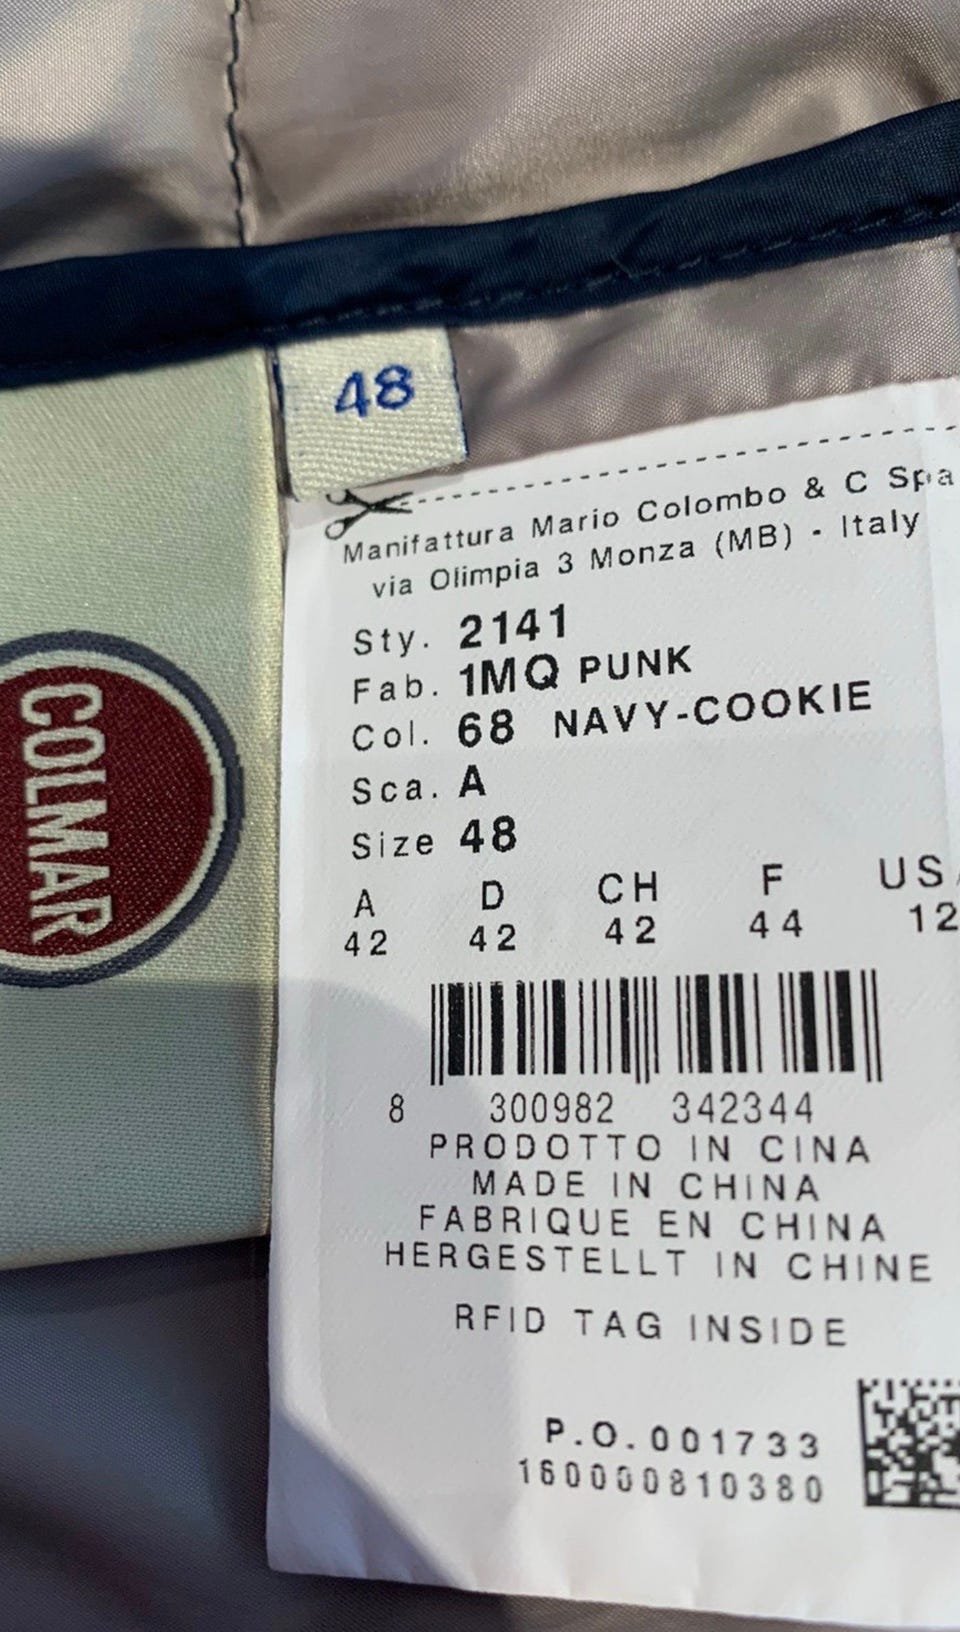 48
COLMAR
Manifattura Mario Colombo & C Spa
via Olimpia 3 Monza (MB) - Italy
Sty. 2141
Fab. 1MQ PUNK
Col. 68 NAVY-COOKIE
Sca. A
Size 48
A D CH F US
42 42 42 44 12
8 300982 342344
PRODOTTO IN CINA
MADE IN CHINA
FABRIQUE EN CHINA
HERGESTELLT IN CHINE
RFID TAG INSIDE
P.O.001733
1600000810380